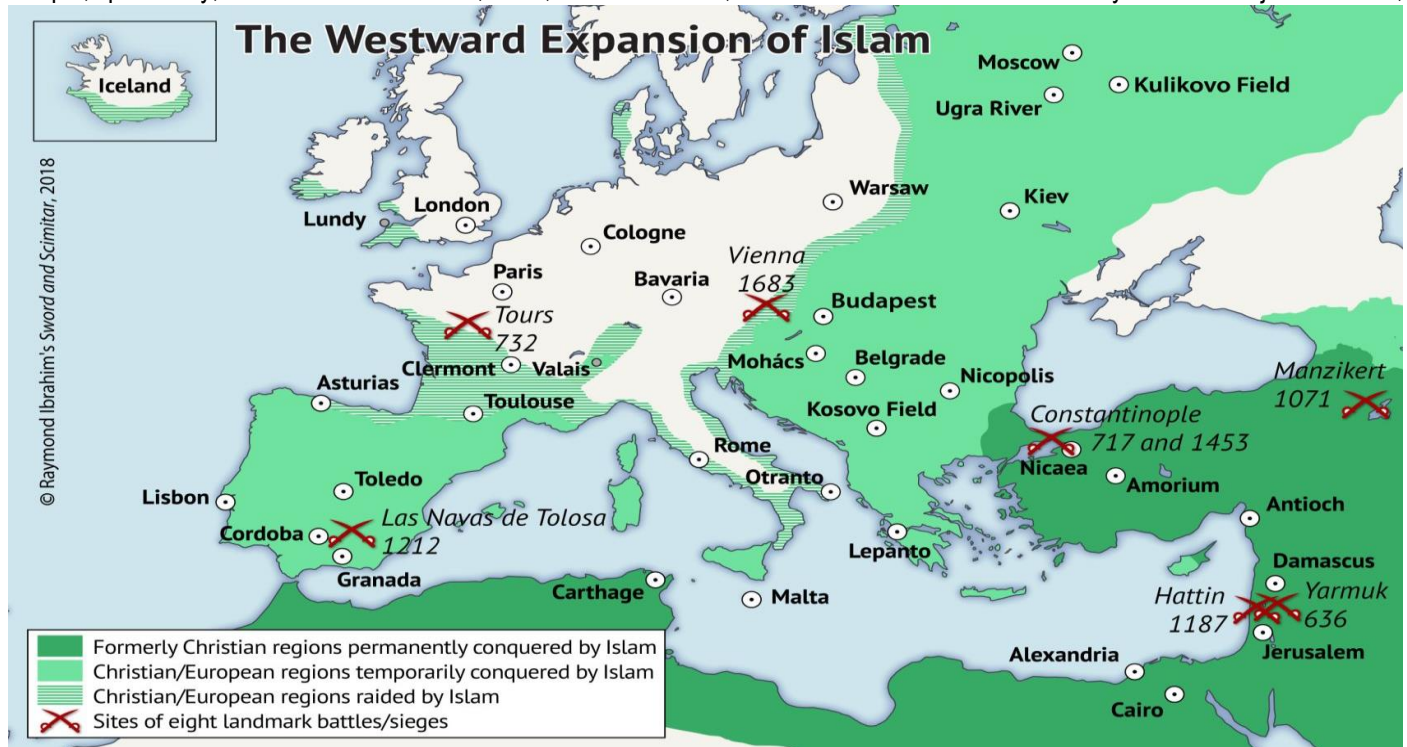 The Westward Expansion of Islam
Iceland
© Raymond Ibrahim's Sword and Scimitar, 2018
Moscow
Kulikovo Field
Ugra River
Warsaw
Kiev
Lundy
London
Cologne
Paris
Bavaria
Vienna
1683
Tours
732
Budapest
Clermont
Valais
Mohács
Belgrade
Nicopolis
Manzikert
1071
Asturias
Toulouse
Kosovo Field
Constantinople
717 and 1453
Nicaea
Rome
Otranto
Amorium
Lisbon
Toledo
Antioch
Cordoba
Las Navas de Tolosa
1212
Lepanto
Granada
Damascus
Carthage
Malta
Hattin
1187
Yarmuk
636
Jerusalem
Alexandria
Cairo
Formerly Christian regions permanently conquered by Islam
Christian/European regions temporarily conquered by Islam
Christian/European regions raided by Islam
Sites of eight landmark battles/sieges